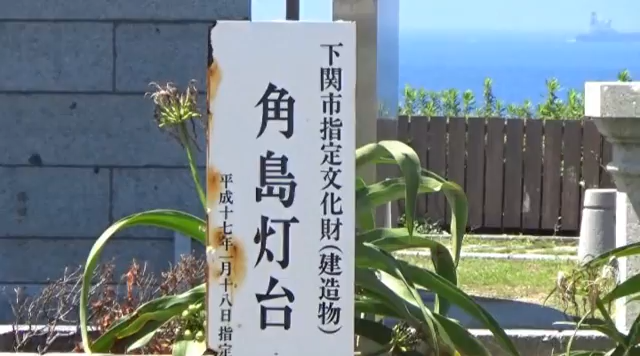 下関市指定文化財(建造物)
角島灯台
平成十七年一月十八日指定